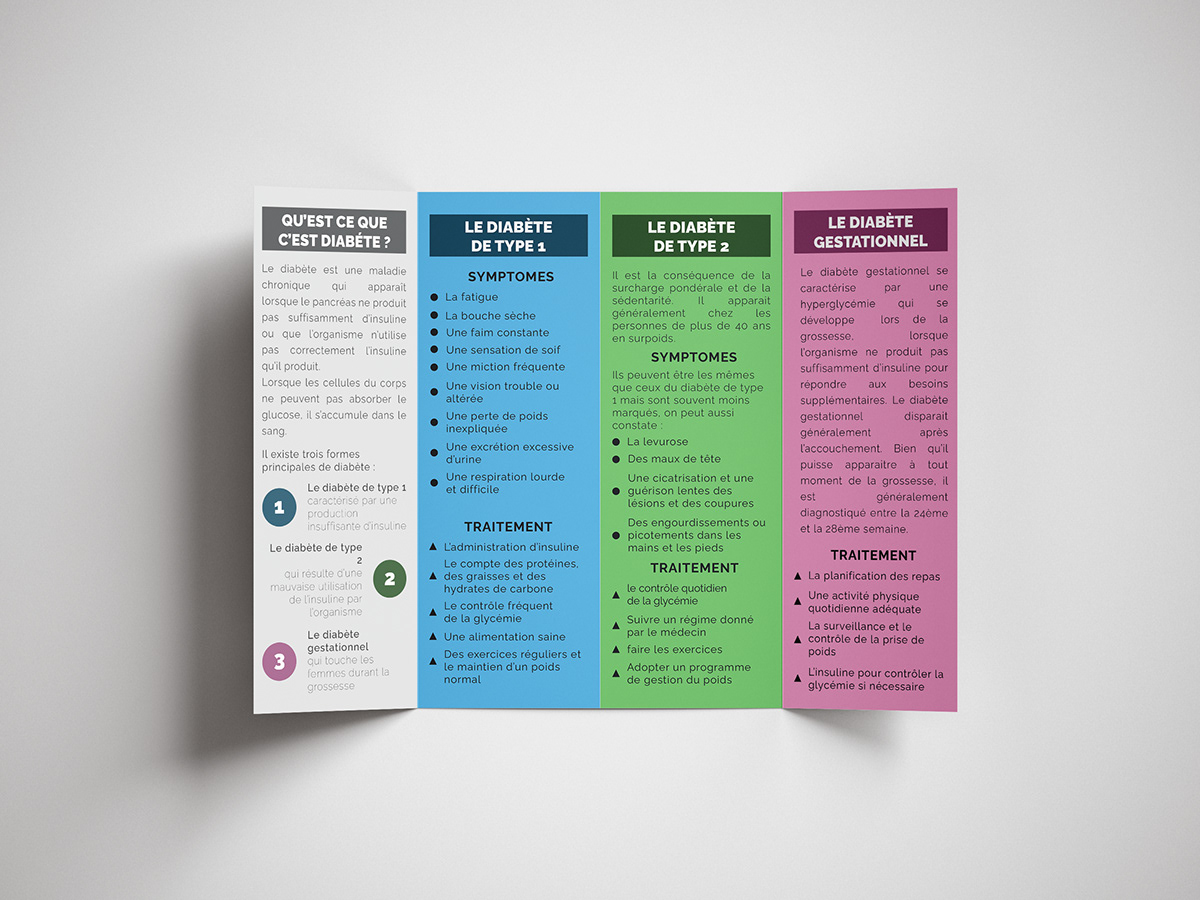 QU'EST CE QUE
C'EST DIABÉTE ?
Le diabète est une maladie
chronique qui apparaît
lorsque le pancréas ne produit
pas suffisamment d'insuline
ou que l'organisme n'utilise
pas correctement l'insuline
qu'il produit.
Lorsque les cellules du corps
ne peuvent pas absorber le
glucose, il s'accumule dans le
sang.
Il existe trois formes
principales de diabète :
1
Le diabète de type 1
caractérisé par une
production
insuffisante d'insuline
Le diabète de type
2
2
qui résulte d'une
mauvaise utilisation
de l'insuline par
l'organisme
3
Le diabète
gestationnel
qui touche les
femmes durant la
grossesse
LE DIABÈTE
DE TYPE 1
SYMPTOMES
La fatigue
La bouche sèche
Une faim constante
Une sensation de soif
Une miction fréquente
Une vision trouble ou
altérée
Une perte de poids
inexpliquée
Une excrétion excessive
d'urine
Une respiration lourde
et difficile
TRAITEMENT
L'administration d'insuline
Le compte des protéines,
des graisses et des
hydrates de carbone
Le contrôle fréquent
de la glycémie
Une alimentation saine
Des exercices réguliers et
le maintien d'un poids
normal
LE DIABÈTE
DE TYPE 2
Il est la conséquence de la
surcharge pondérale et de la
sédentarité. Il apparait
généralement chez les
personnes de plus de 40 ans
en surpoids.
SYMPTOMES
Ils peuvent être les mêmes
que ceux du diabète de type
1 mais sont souvent moins
marqués, on peut aussi
constate :
La levurose
Des maux de tête
Une cicatrisation et une
guérison lentes des
lésions et des coupures
Des engourdissements ou
picotements dans les
mains et les pieds
TRAITEMENT
le contrôle quotidien
de la glycémie
Suivre un régime donné
par le médecin
faire les exercices
Adopter un programme
de gestion du poids
LE DIABÈTE
GESTATIONNEL
Le diabète gestationnel se
caractérise par une
hyperglycémie qui se
développe lors de la
grossesse, lorsque
l'organisme ne produit pas
suffisamment d'insuline pour
répondre aux besoins
supplémentaires. Le diabète
gestationnel disparait
généralement après
l'accouchement. Bien qu'il
puisse apparaitre à tout
moment de la grossesse, il
est généralement
diagnostiqué entre la 24ème
et la 28ème semaine.
TRAITEMENT
La planification des repas
Une activité physique
quotidienne adéquate
La surveillance et le
contrôle de la prise de
poids
L'insuline pour contrôler la
glycémie si nécessaire